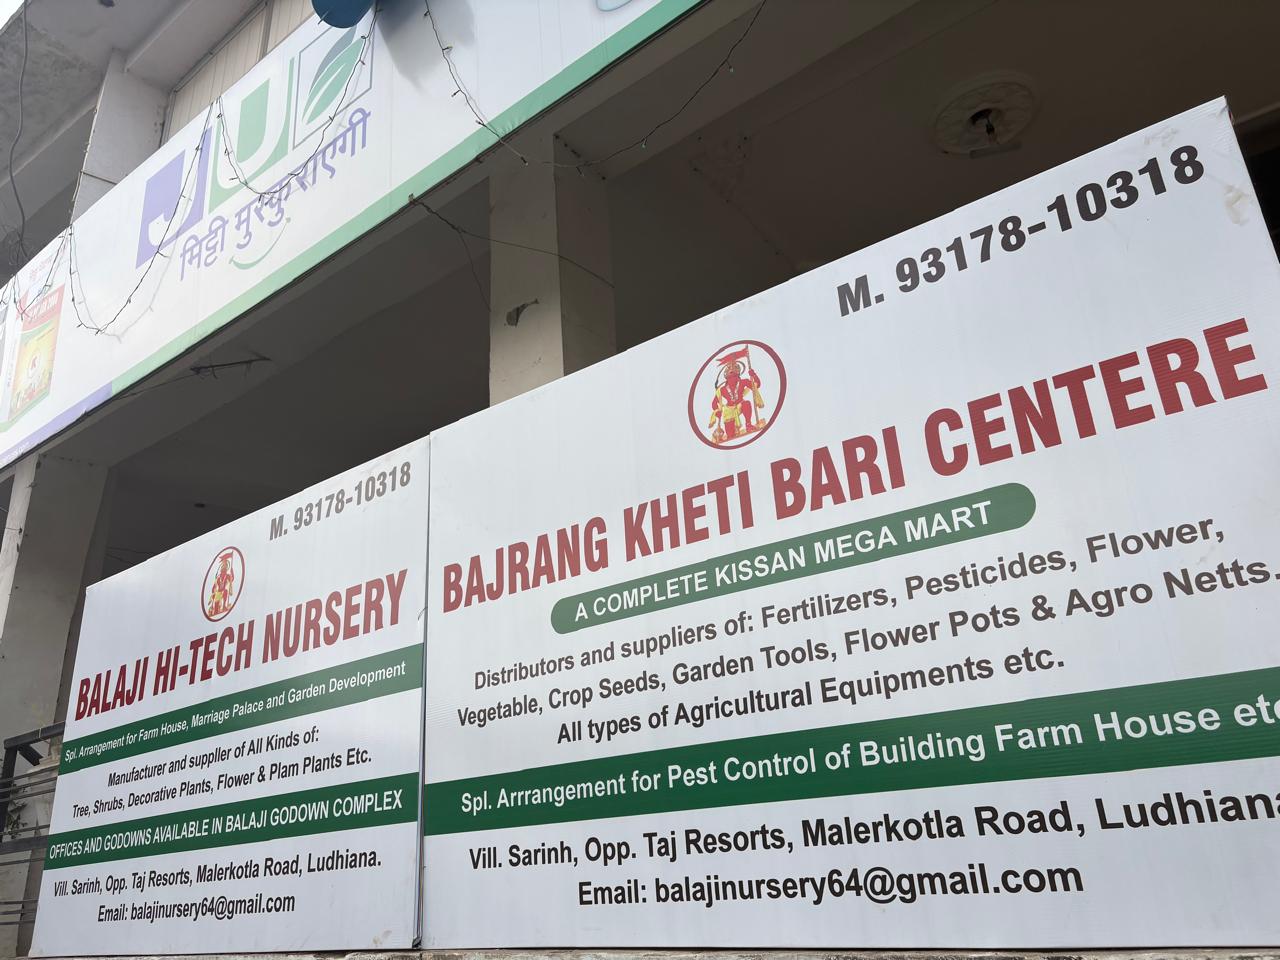 JU
मिट्टी मुस्कुराएगी
M. 93178-10318
BALAJI HI-TECH NURSERY
Spl. Arrangement for Farm House, Marriage Palace and Garden Development
Manufacturer and supplier of All Kinds of:
Tree, Shrubs, Decorative Plants, Flower & Plam Plants Etc.
OFFICES AND GODOWNS AVAILABLE IN BALAJI GODOWN COMPLEX
Vill. Sarinh, Opp. Taj Resorts, Malerkotla Road, Ludhiana.
Email: balajinursery64@gmail.com
M. 93178-10318
BAJRANG KHETI BARI CENTERE
A COMPLETE KISSAN MEGA MART
Distributors and suppliers of: Fertilizers, Pesticides, Flower,
Vegetable, Crop Seeds, Garden Tools, Flower Pots & Agro Netts.
All types of Agricultural Equipments etc.
Spl. Arrrangement for Pest Control of Building Farm House etc
Vill. Sarinh, Opp. Taj Resorts, Malerkotla Road, Ludhiana
Email: balajinursery64@gmail.com